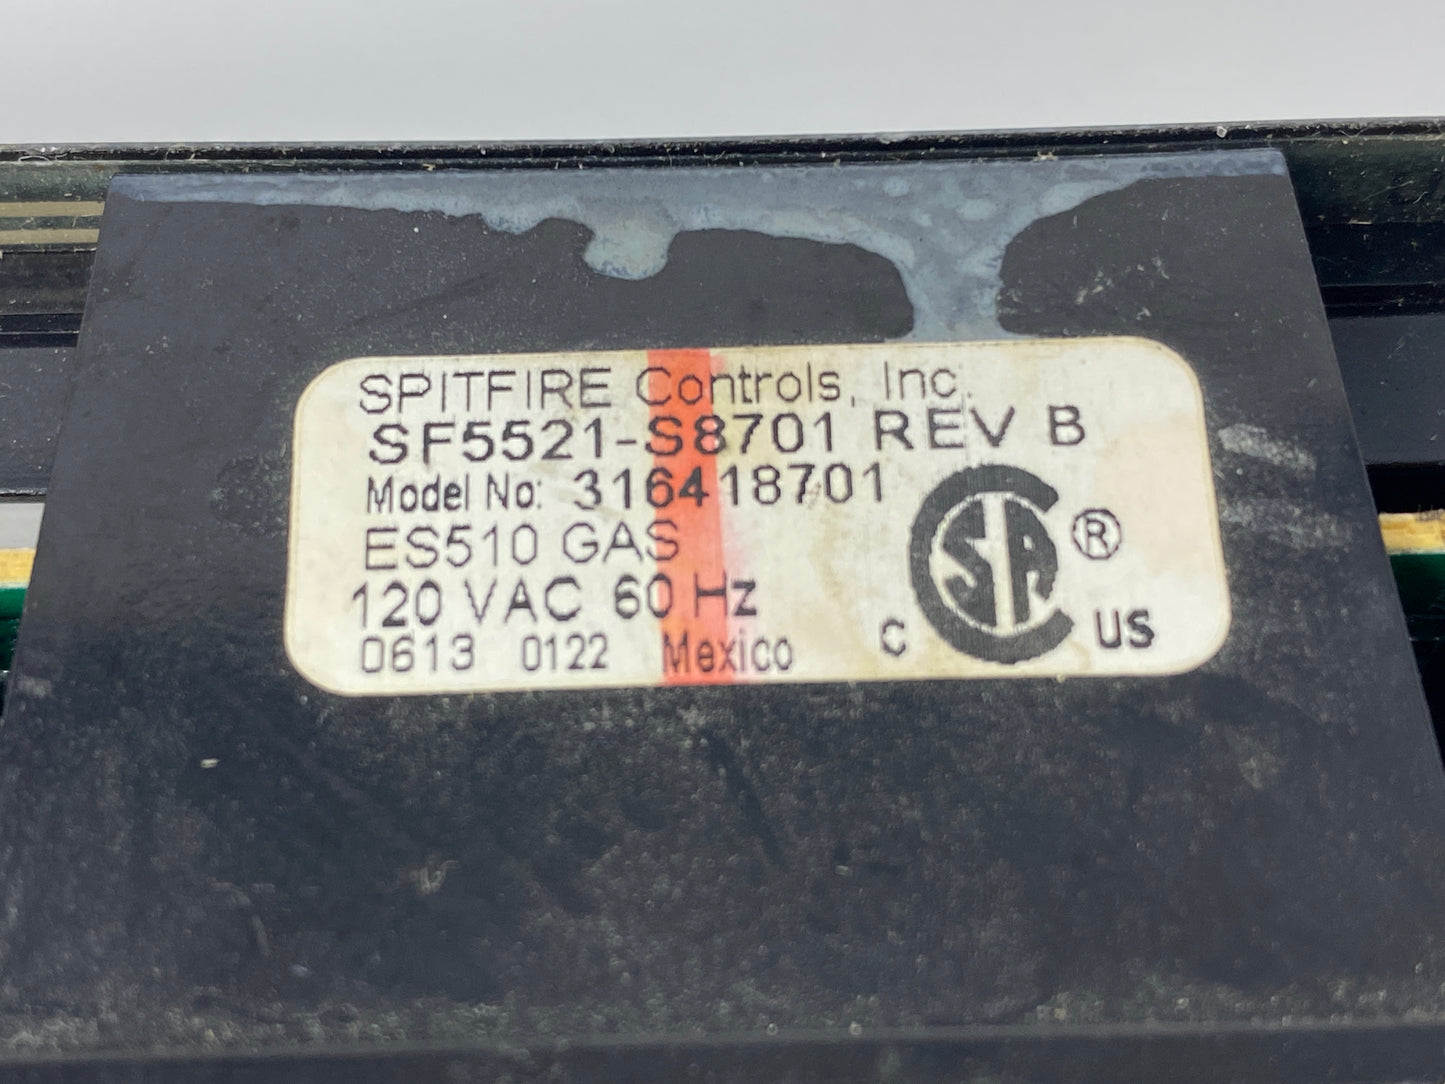 SPITFIRE Controls, Inc.
SF5521-S8701 REV B
Model No: 316418701
ES510 GAS
120 VAC 60 Hz
0613 0122 Mexico
C CSA ® US